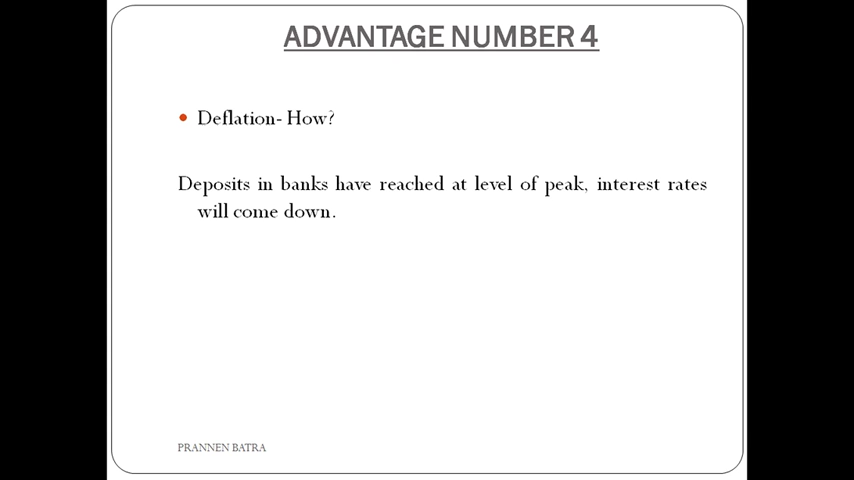 ADVANTAGE NUMBER 4
• Deflation- How?
Deposits in banks have reached at level of peak, interest rates
will come down.
PRANNEN BATRA